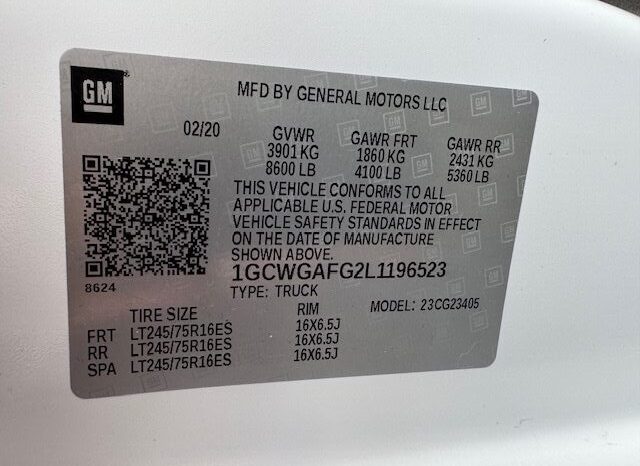 GM
MFD BY GENERAL MOTORS LLC
02/20 GVWR GAWR FRT GAWR RR
3901 KG 1860 KG 2431 KG
8600 LB 4100 LB 5360 LB
THIS VEHICLE CONFORMS TO ALL
APPLICABLE U.S. FEDERAL MOTOR
VEHICLE SAFETY STANDARDS IN EFFECT
ON THE DATE OF MANUFACTURE
SHOWN ABOVE.
1GCWGAFG2L1196523
8624
TYPE: TRUCK MODEL: 23CG23405
TIRE SIZE RIM
FRT LT245/75R16ES 16X6.5J
RR LT245/75R16ES 16X6.5J
SPA LT245/75R16ES 16X6.5J